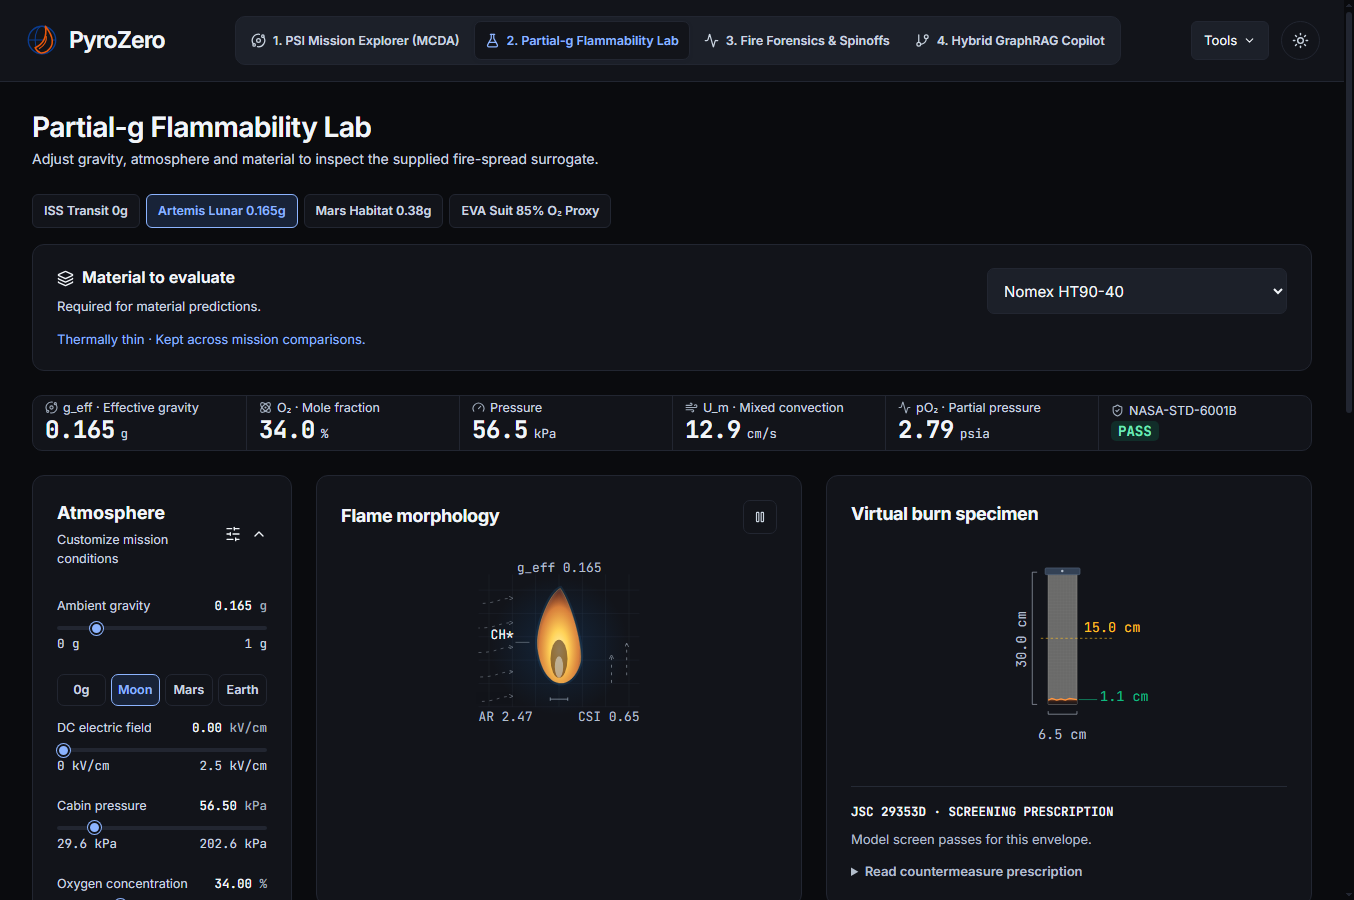 PyroZero
1. PSI Mission Explorer (MCDA)
2. Partial-g Flammability Lab
3. Fire Forensics & Spinoffs
4. Hybrid GraphRAG Copilot
Tools
Partial-g Flammability Lab
Adjust gravity, atmosphere and material to inspect the supplied fire-spread surrogate.
ISS Transit 0g
Artemis Lunar 0.165g
Mars Habitat 0.38g
EVA Suit 85% O₂ Proxy
Material to evaluate
Required for material predictions.
Thermally thin · Kept across mission comparisons.
Nomex HT90-40
g_eff · Effective gravity
0.165 g
O₂ · Mole fraction
34.0 %
Pressure
56.5 kPa
U_m · Mixed convection
12.9 cm/s
pO₂ · Partial pressure
2.79 psia
NASA-STD-6001B
PASS
Atmosphere
Customize mission
conditions
Ambient gravity 0.165 g
0 g 1 g
0g Moon Mars Earth
DC electric field 0.00 kV/cm
0 kV/cm 2.5 kV/cm
Cabin pressure 56.50 kPa
29.6 kPa 202.6 kPa
Oxygen concentration 34.00 %
Flame morphology
g_eff 0.165
CH*
AR 2.47 CSI 0.65
Virtual burn specimen
30.0 cm
15.0 cm
1.1 cm
6.5 cm
JSC 29353D · SCREENING PRESCRIPTION
Model screen passes for this envelope.
Read countermeasure prescription